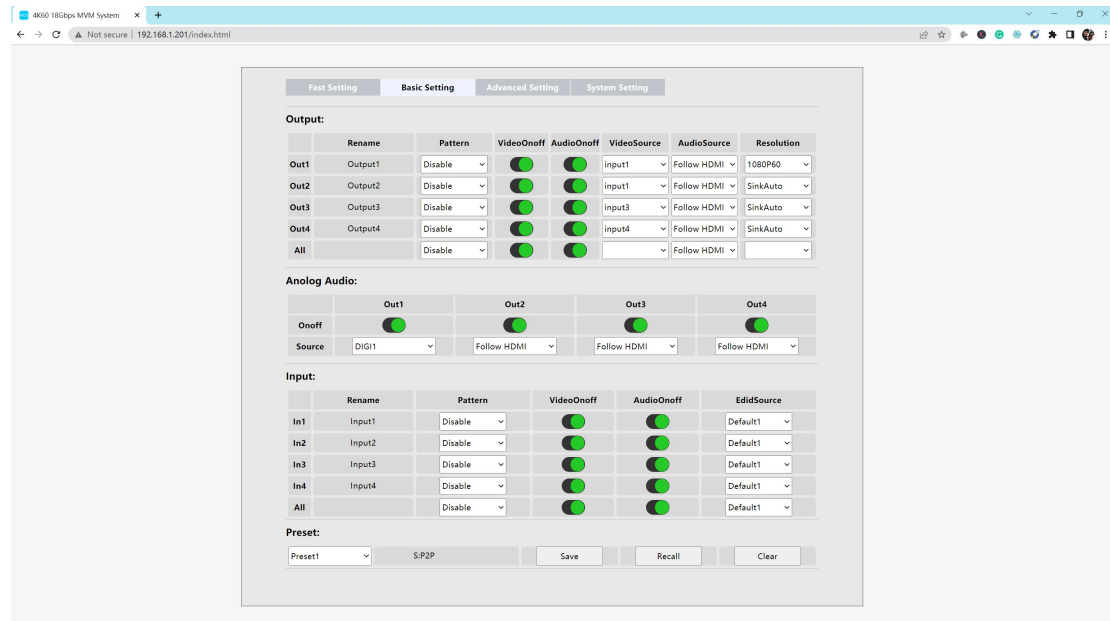 4K60 18Gbps MVM System
Not secure | 192.168.1.201/index.html
Fast Setting Basic Setting Advanced Setting System Setting
Output:
Rename Pattern VideoOnoff AudioOnoff VideoSource AudioSource Resolution
Out1 Output1 Disable input1 Follow HDMI 1080P60
Out2 Output2 Disable input1 Follow HDMI SinkAuto
Out3 Output3 Disable input3 Follow HDMI SinkAuto
Out4 Output4 Disable input4 Follow HDMI SinkAuto
All Disable Follow HDMI
Anolog Audio:
Out1 Out2 Out3 Out4
Onoff
Source DIGI1 Follow HDMI Follow HDMI Follow HDMI
Input:
Rename Pattern VideoOnoff AudioOnoff EdidSource
In1 Input1 Disable Default1
In2 Input2 Disable Default1
In3 Input3 Disable Default1
In4 Input4 Disable Default1
All Disable Default1
Preset:
Preset1 S:P2P Save Recall Clear